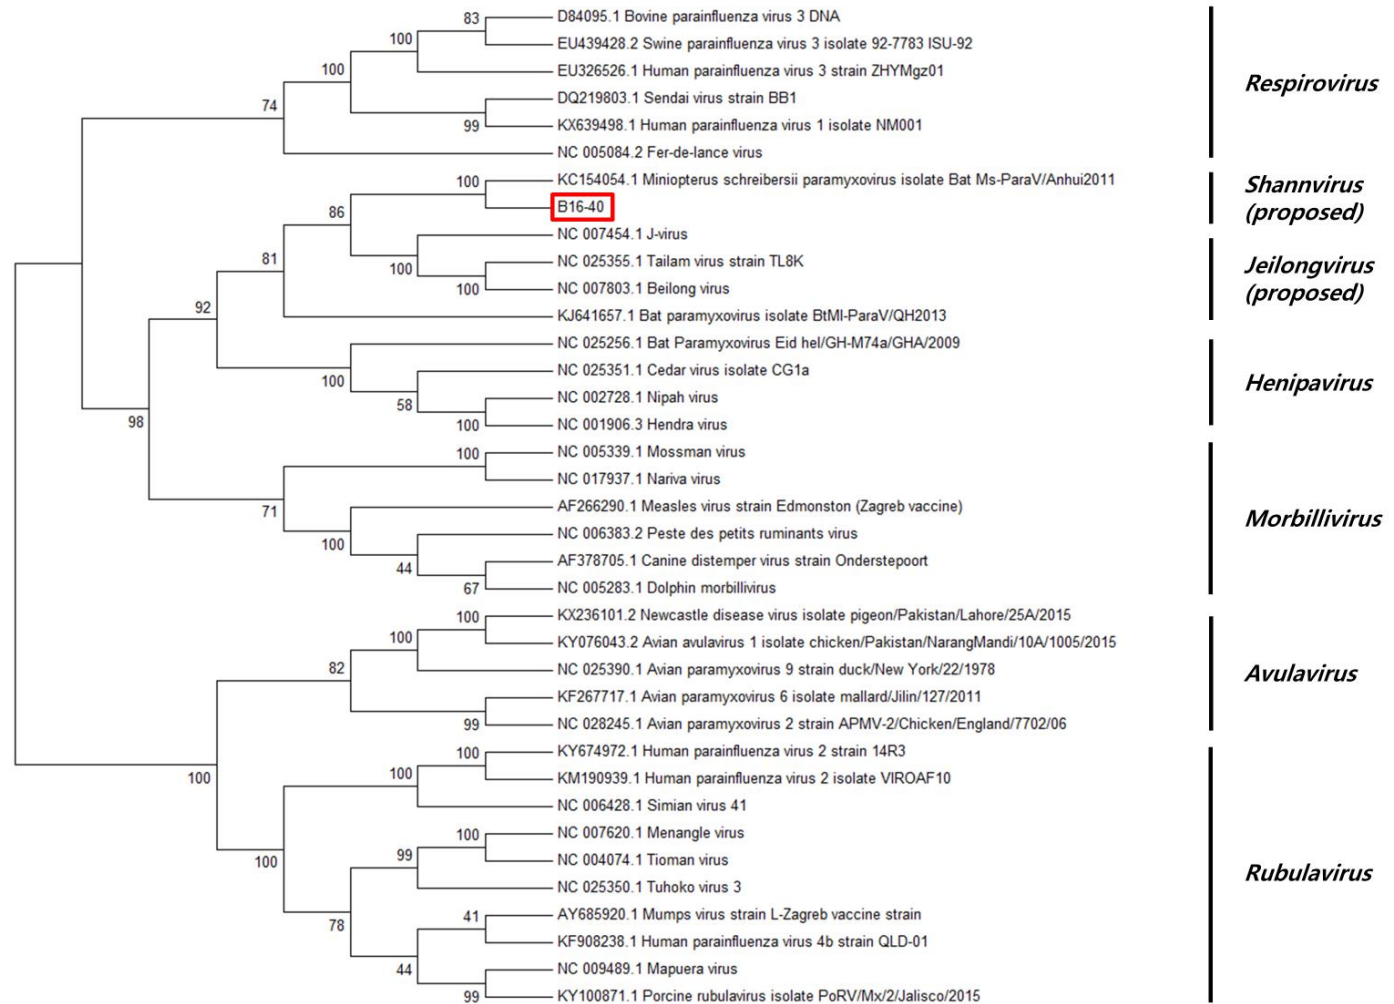 83
D84095.1 Bovine parainfluenza virus 3 DNA
EU439428.2 Swine parainfluenza virus 3 isolate 92-7783 ISU-92
100
EU326526.1 Human parainfluenza virus 3 strain ZHYMgz01
100
Respirovirus
DQ219803.1 Sendai virus strain BB1
74
99
KX639498.1 Human parainfluenza virus 1 isolate NM001
NC 005084.2 Fer-de-lance virus
100
KC154054.1 Miniopterus schreibersii paramyxovirus isolate Bat Ms-ParaV/Anhui2011
Shannvirus
(proposed)
86
B16-40
NC 007454.1 J-virus
81
100
NC 025355.1 Tailam virus strain TL8K
Jeilongvirus
(proposed)
100
NC 007803.1 Beilong virus
92
KJ641657.1 Bat paramyxovirus isolate BtMl-ParaV/QH2013
NC 025256.1 Bat Paramyxovirus Eid hel/GH-M74a/GHA/2009
100
NC 025351.1 Cedar virus isolate CG1a
Henipavirus
58
NC 002728.1 Nipah virus
98
100
NC 001906.3 Hendra virus
100
NC 005339.1 Mossman virus
NC 017937.1 Nariva virus
71
AF266290.1 Measles virus strain Edmonston (Zagreb vaccine)
Morbillivirus
100
NC 006383.2 Peste des petits ruminants virus
44
AF378705.1 Canine distemper virus strain Onderstepoort
67
NC 005283.1 Dolphin morbillivirus
100
KX236101.2 Newcastle disease virus isolate pigeon/Pakistan/Lahore/25A/2015
100
KY076043.2 Avian avulavirus 1 isolate chicken/Pakistan/NarangMandi/10A/1005/2015
82
NC 025390.1 Avian paramyxovirus 9 strain duck/New York/22/1978
Avulavirus
KF267717.1 Avian paramyxovirus 6 isolate mallard/Jilin/127/2011
99
NC 028245.1 Avian paramyxovirus 2 strain APMV-2/Chicken/England/7702/06
100
100
KY674972.1 Human parainfluenza virus 2 strain 14R3
100
KM190939.1 Human parainfluenza virus 2 isolate VIROAF10
NC 006428.1 Simian virus 41
100
100
NC 007620.1 Menangle virus
99
NC 004074.1 Tioman virus
Rubulavirus
NC 025350.1 Tuhoko virus 3
78
41
AY685920.1 Mumps virus strain L-Zagreb vaccine strain
KF908238.1 Human parainfluenza virus 4b strain QLD-01
44
NC 009489.1 Mapuera virus
99
KY100871.1 Porcine rubulavirus isolate PoRV/Mx/2/Jalisco/2015